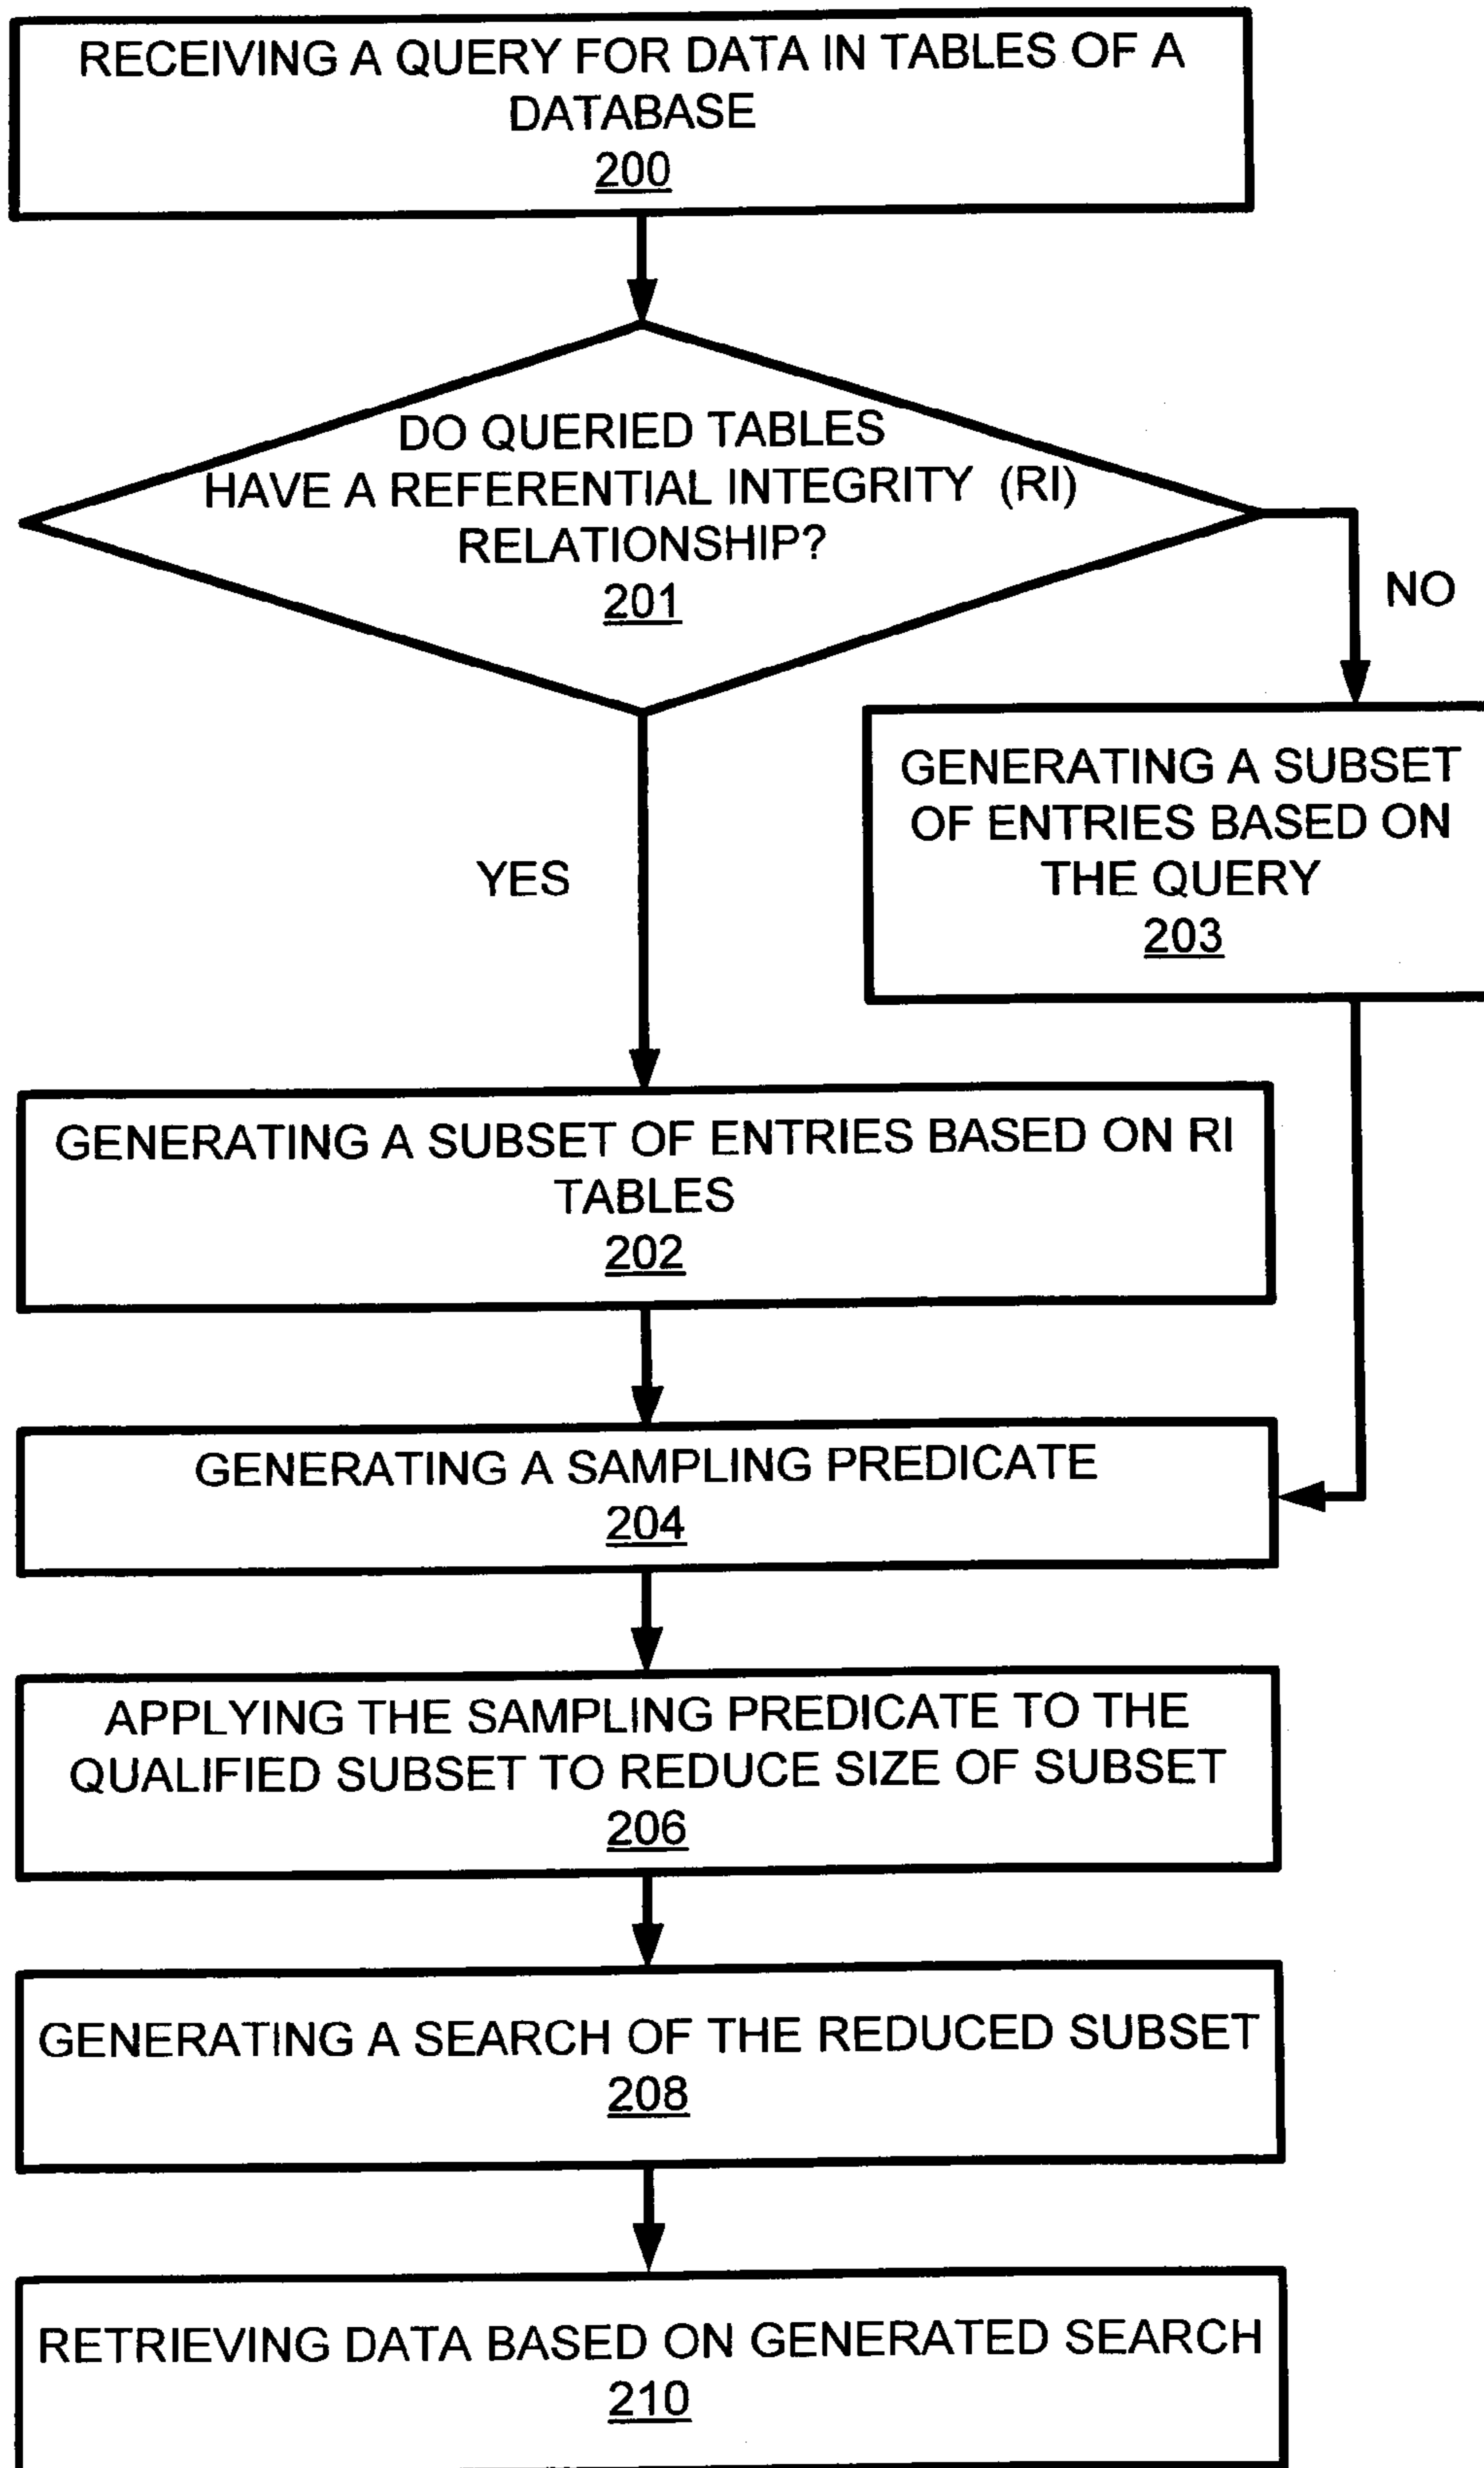 RECEIVING A QUERY FOR DATA IN TABLES OF A
DATABASE
200
DO QUERIED TABLES
HAVE A REFERENTIAL INTEGRITY (RI)
RELATIONSHIP?
201
NO
GENERATING A SUBSET
OF ENTRIES BASED ON
THE QUERY
203
YES
GENERATING A SUBSET OF ENTRIES BASED ON RI
TABLES
202
GENERATING A SAMPLING PREDICATE
204
APPLYING THE SAMPLING PREDICATE TO THE
QUALIFIED SUBSET TO REDUCE SIZE OF SUBSET
206
GENERATING A SEARCH OF THE REDUCED SUBSET
208
RETRIEVING DATA BASED ON GENERATED SEARCH
210